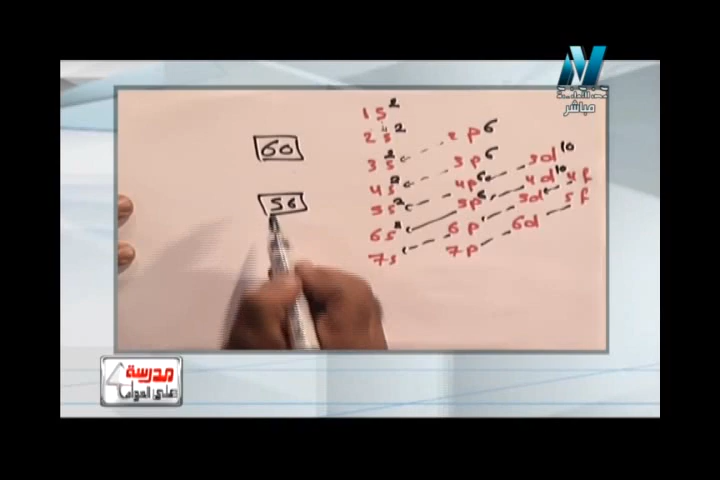 مباشر
1s²
2s² 2p⁶
60
3s² 3p⁶ 3d¹⁰
4s² 4p⁶ 4d¹⁰ 4f
56
5s² 5p⁶ 5d 5f
6s² 6p 6d
7s 7p
مدرسة
على الهواء